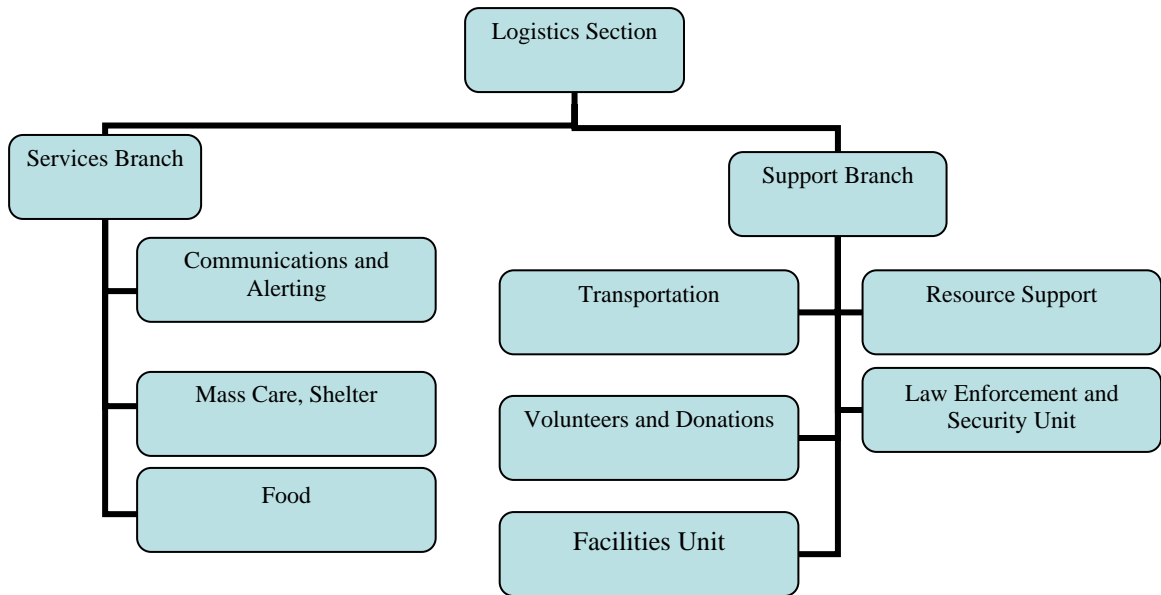 Logistics Section
Services Branch
Support Branch
Communications and
Alerting
Transportation
Resource Support
Mass Care, Shelter
Volunteers and Donations
Law Enforcement and
Security Unit
Food
Facilities Unit